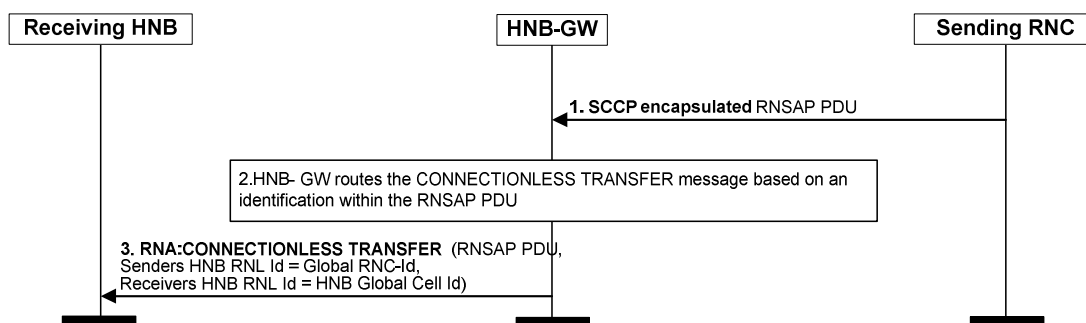 Receiving HNB
HNB-GW
Sending RNC
1. SCCP encapsulated RNSAP PDU
2.HNB- GW routes the CONNECTIONLESS TRANSFER message based on an
identification within the RNSAP PDU
3. RNA:CONNECTIONLESS TRANSFER (RNSAP PDU,
Senders HNB RNL Id = Global RNC-Id,
Receivers HNB RNL Id = HNB Global Cell Id)